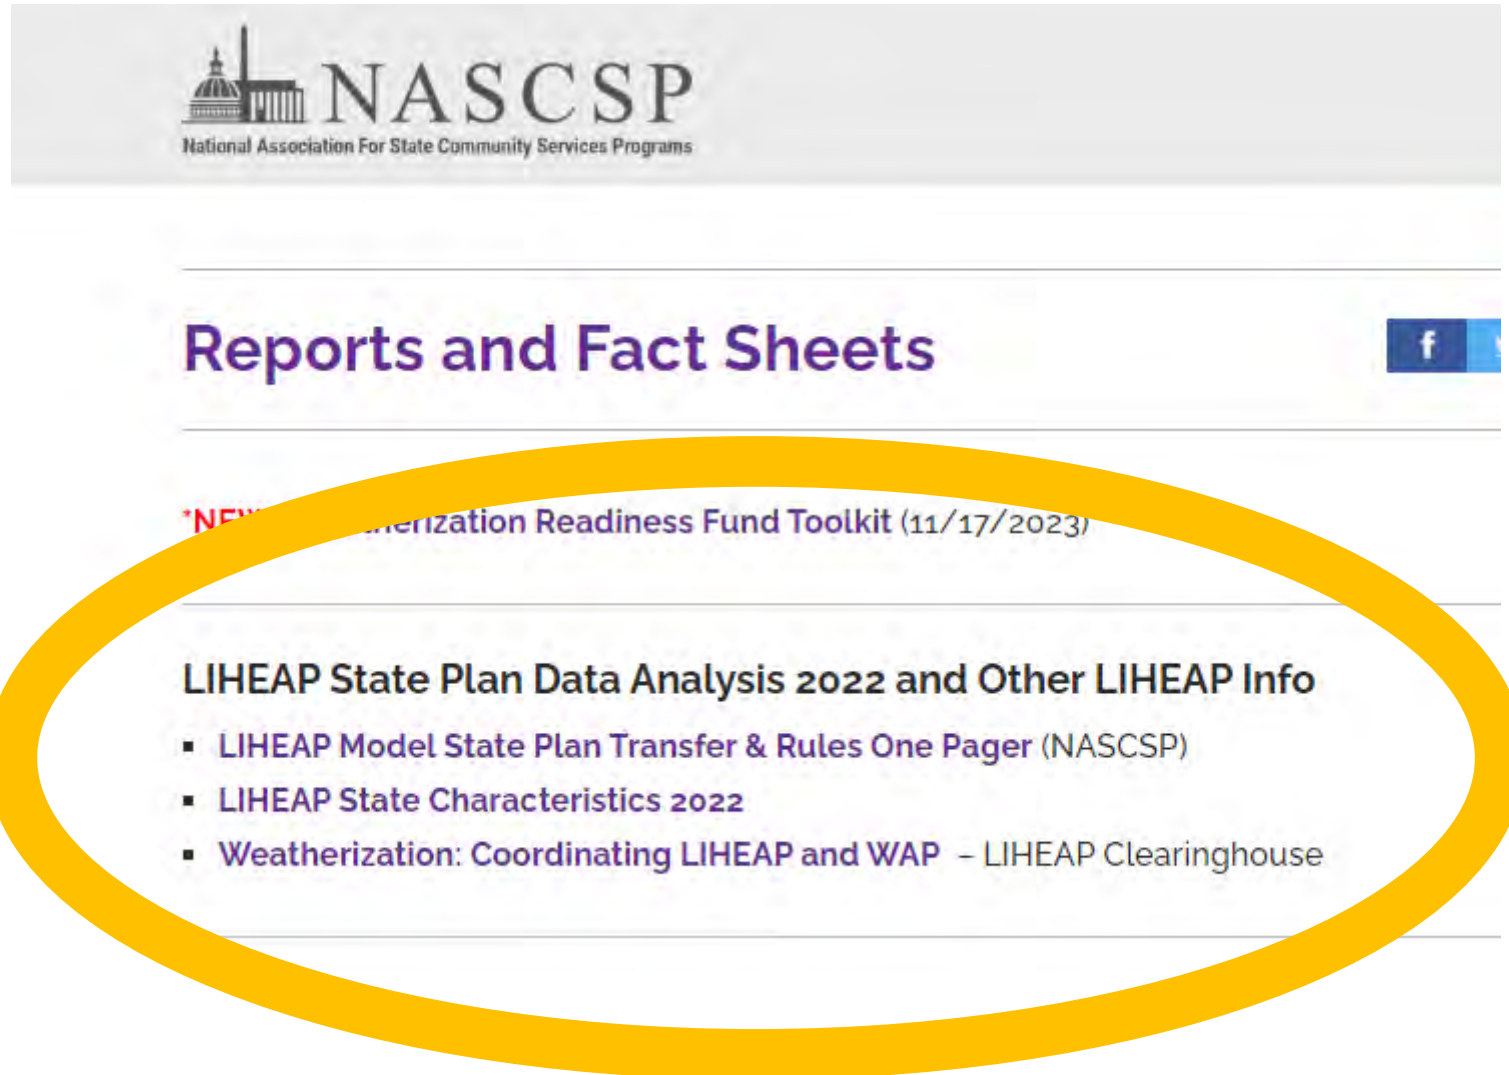 NASCSP
National Association For State Community Services Programs
Reports and Fact Sheets
f
*NEW Weatherization Readiness Fund Toolkit (11/17/2023)
LIHEAP State Plan Data Analysis 2022 and Other LIHEAP Info
▪ LIHEAP Model State Plan Transfer & Rules One Pager (NASCSP)
▪ LIHEAP State Characteristics 2022
▪ Weatherization: Coordinating LIHEAP and WAP – LIHEAP Clearinghouse